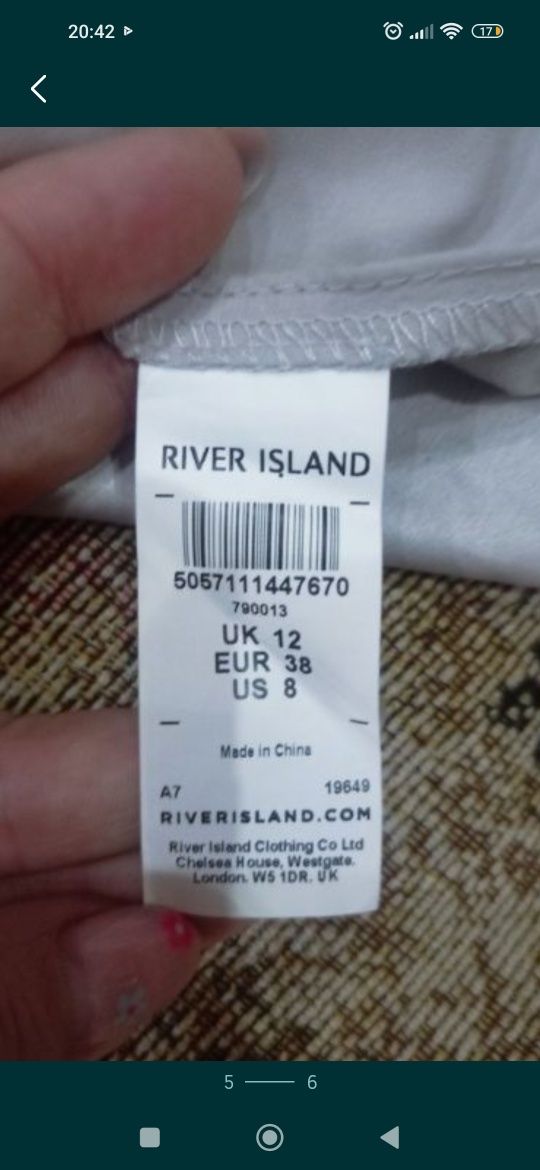 20:42
17
RIVER ISLAND
5057111447670
790013
UK 12
EUR 38
US 8
Made in China
A7 19649
RIVERISLAND.COM
River Island Clothing Co Ltd
Chelsea House, Westgate.
London. W5 1DR. UK
5 6